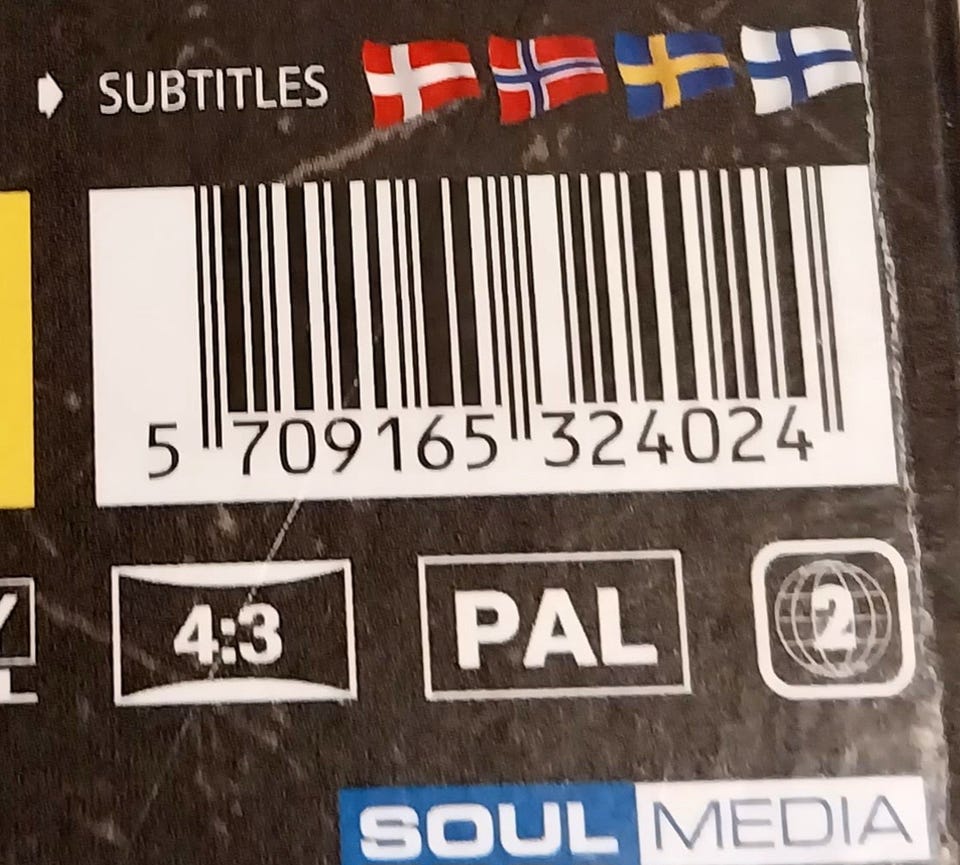 SUBTITLES
5 709165 324024
4:3 PAL 2
SOUL MEDIA